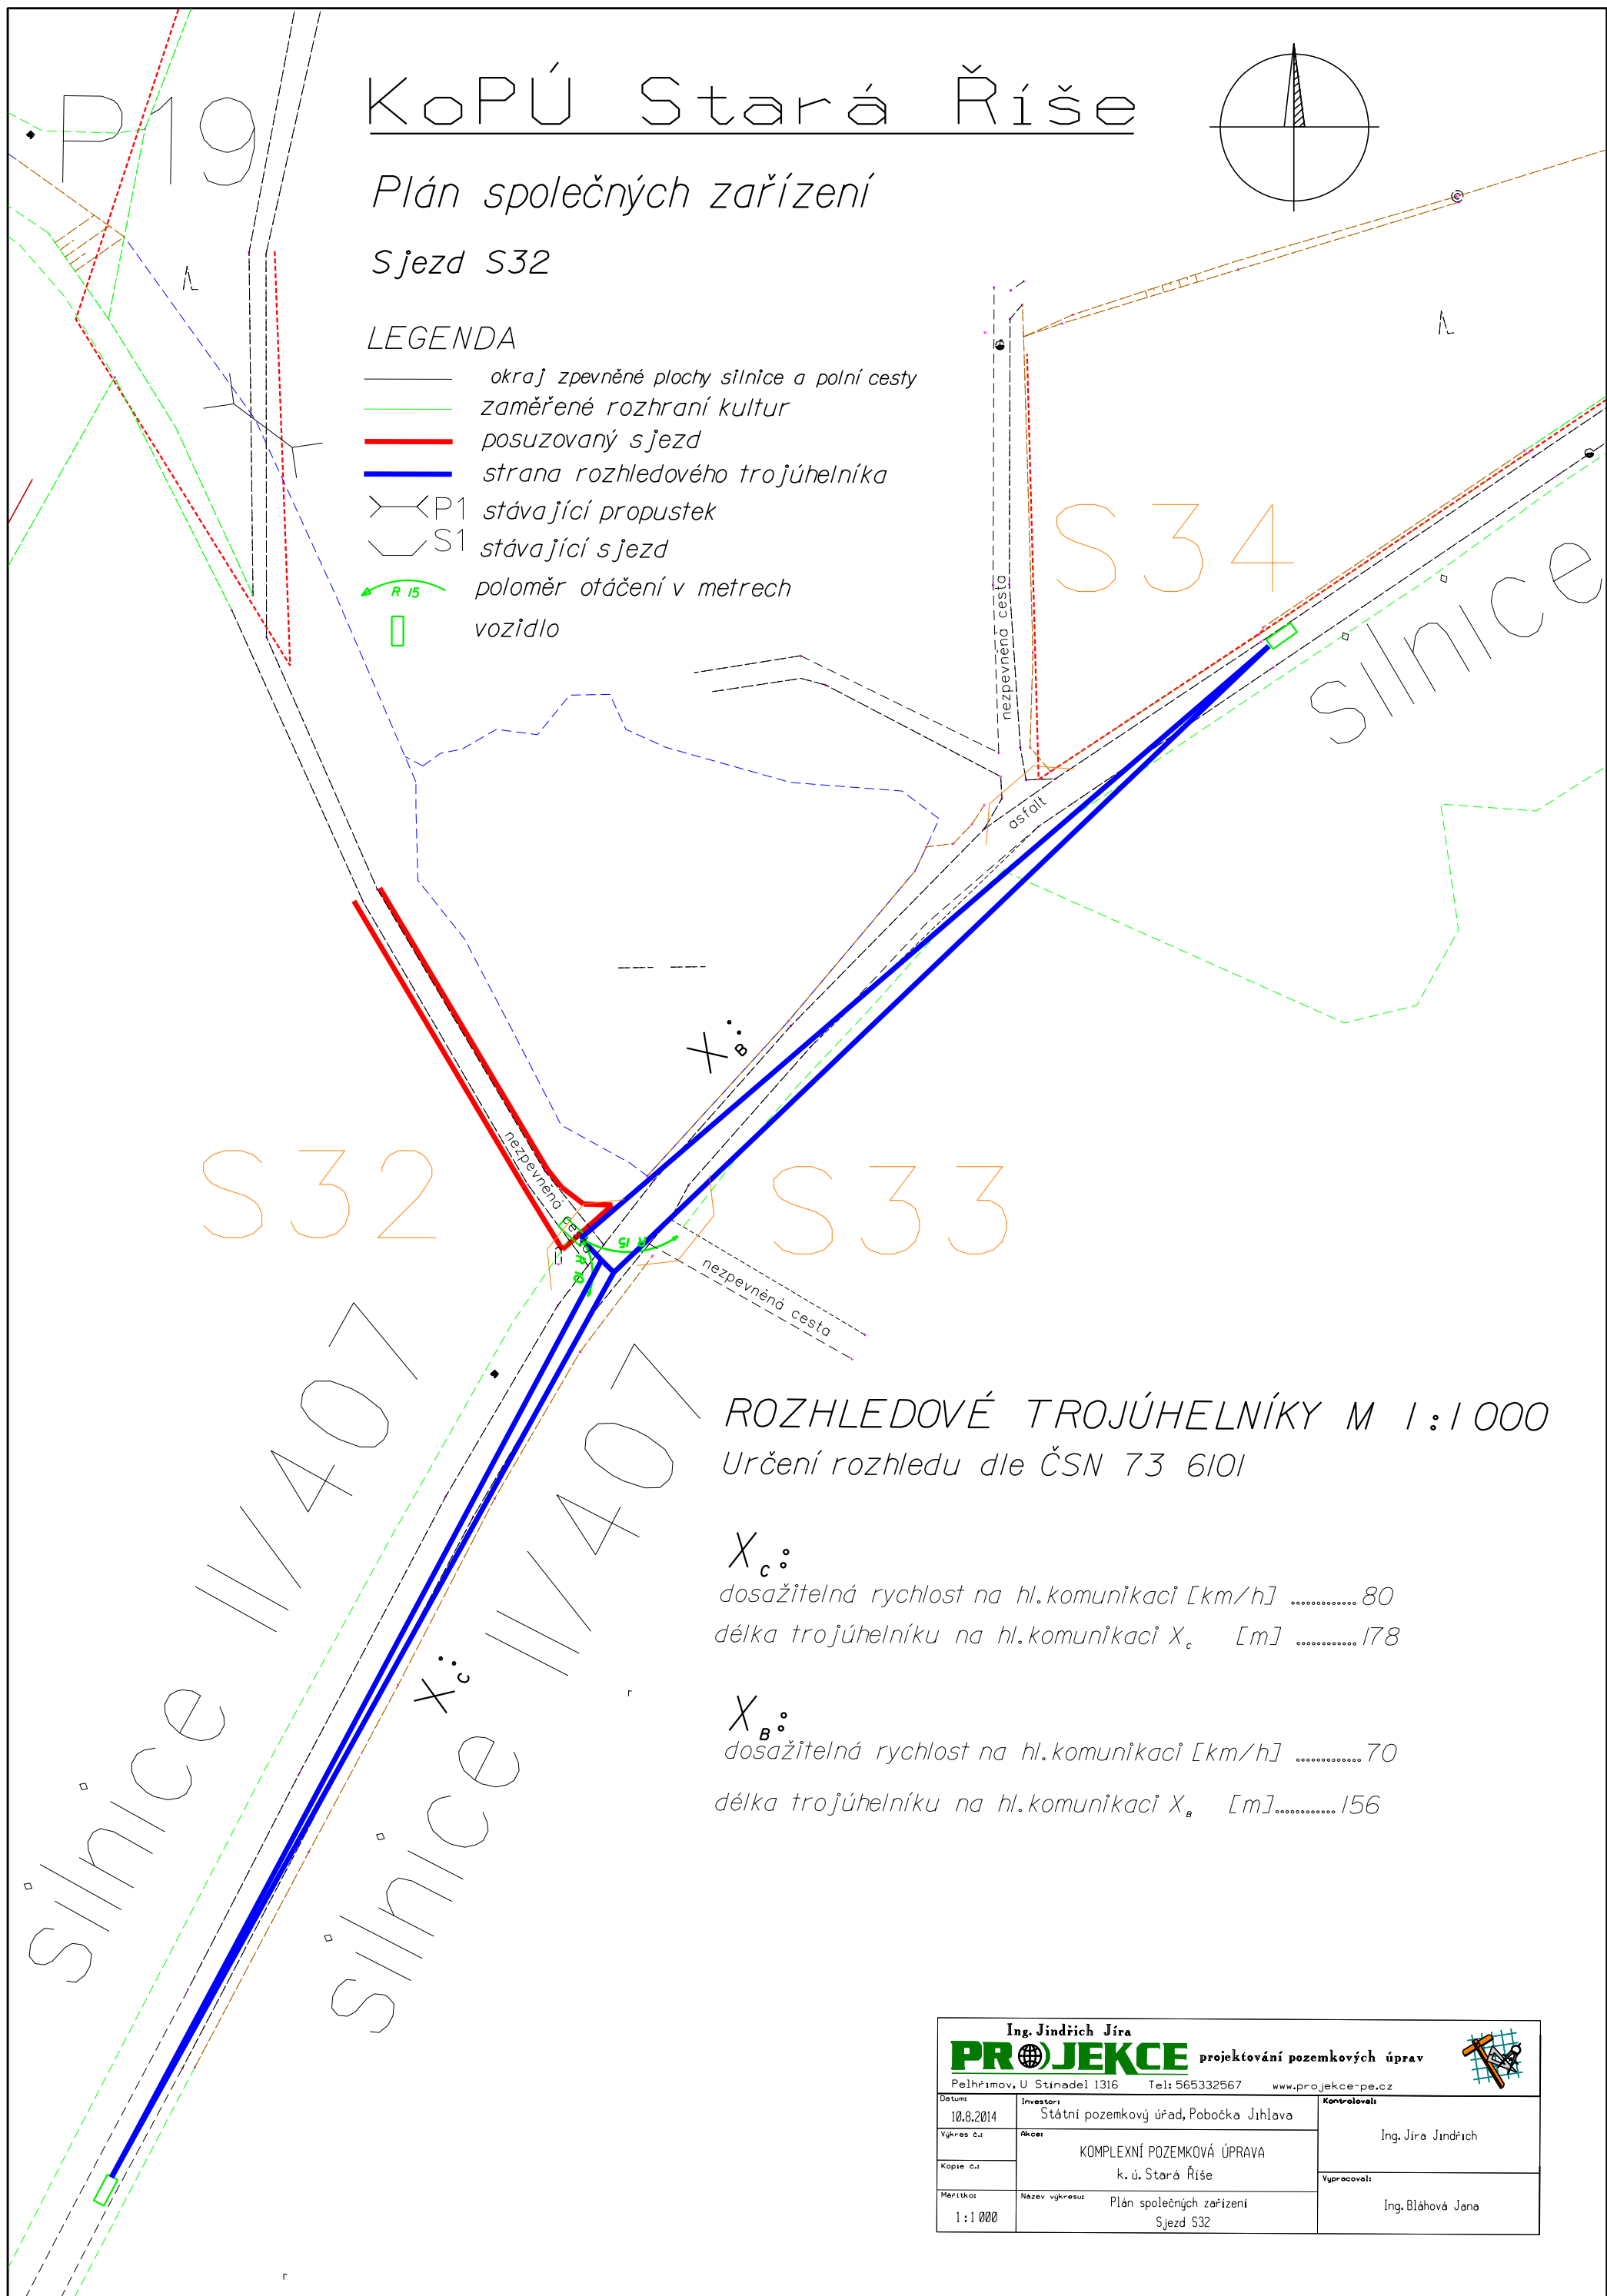 P19
KoPÚ Stará Říše
Plán společných zařízení
Sjezd S32
LEGENDA
okraj zpevněné plochy silnice a polní cesty
zaměřené rozhraní kultur
posuzovaný sjezd
strana rozhledového trojúhelníka
P1 stávající propustek
S1 stávající sjezd
R 15 poloměr otáčení v metrech
vozidlo
nezpevněná cesta
S34
silnice
asfalt
X B:
S32
nezpevněná cesta
S33
R 15
R 10
nezpevněná cesta
silnice II/407
silnice II/407
X C:
ROZHLEDOVÉ TROJÚHELNÍKY M 1:1000
Určení rozhledu dle ČSN 73 6101
X C:
dosažitelná rychlost na hl.komunikaci [km/h] ............. 80
délka trojúhelníku na hl.komunikaci X c [m] ............ 178
X B:
dosažitelná rychlost na hl.komunikaci [km/h] ............. 70
délka trojúhelníku na hl.komunikaci X B [m]............ 156
Ing. Jindřich Jíra
PROJEKCE projektování pozemkových úprav
Pelhřimov, U Stínadel 1316 Tel: 565332567 www.projekce-pe.cz
Datum: 10.8.2014
Investor: Státní pozemkový úřad, Pobočka Jihlava
Kontroloval: Ing. Jíra Jindřich
Výkres č.:
Akce: KOMPLEXNÍ POZEMKOVÁ ÚPRAVA
k. ú. Stará Říše
Kopie č.:
Vypracoval: Ing. Bláhová Jana
Měřítko: 1:1 000
Název výkresu: Plán společných zařízení
Sjezd S32